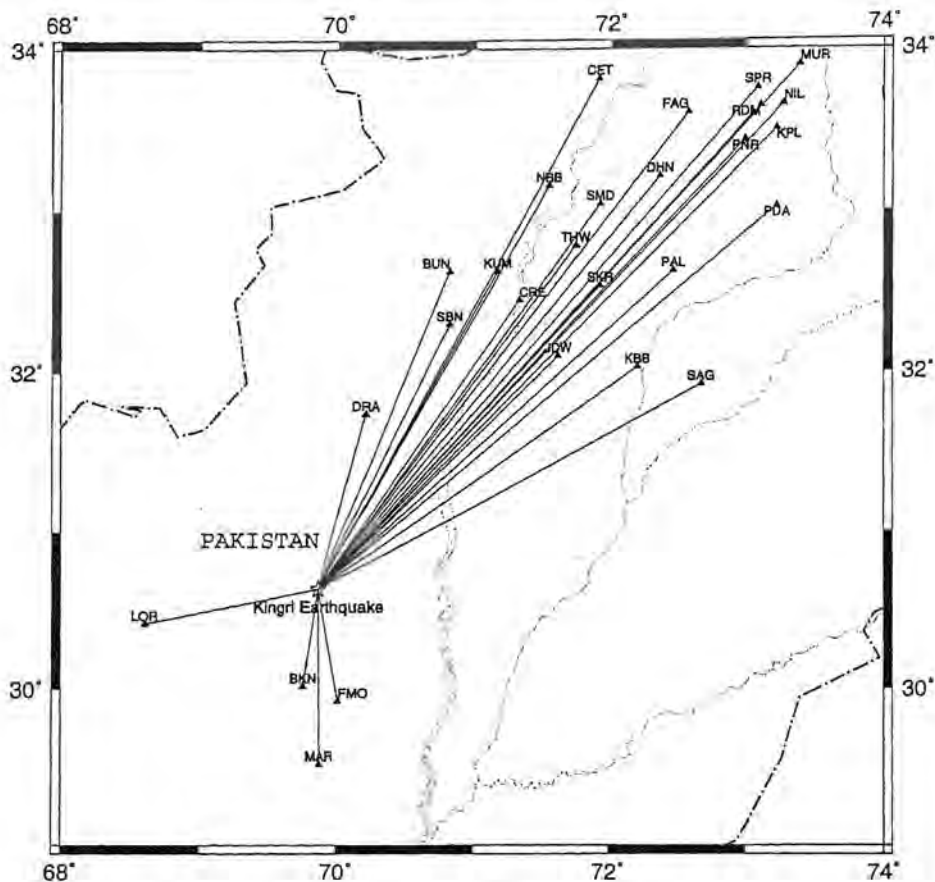 68° 70° 72° 74°
34° 34°
MUR
CET SPR
FAG RDM NIL
PNR KPL
DHN
NBB SMD
PDA
THW
BUN KUM PAL
SKR
CRE
SBN
JDW
32° KBB 32°
SAG
DRA
PAKISTAN
LOR Kingri Earthquake
BKN
30° FMO 30°
MAR
68° 70° 72° 74°